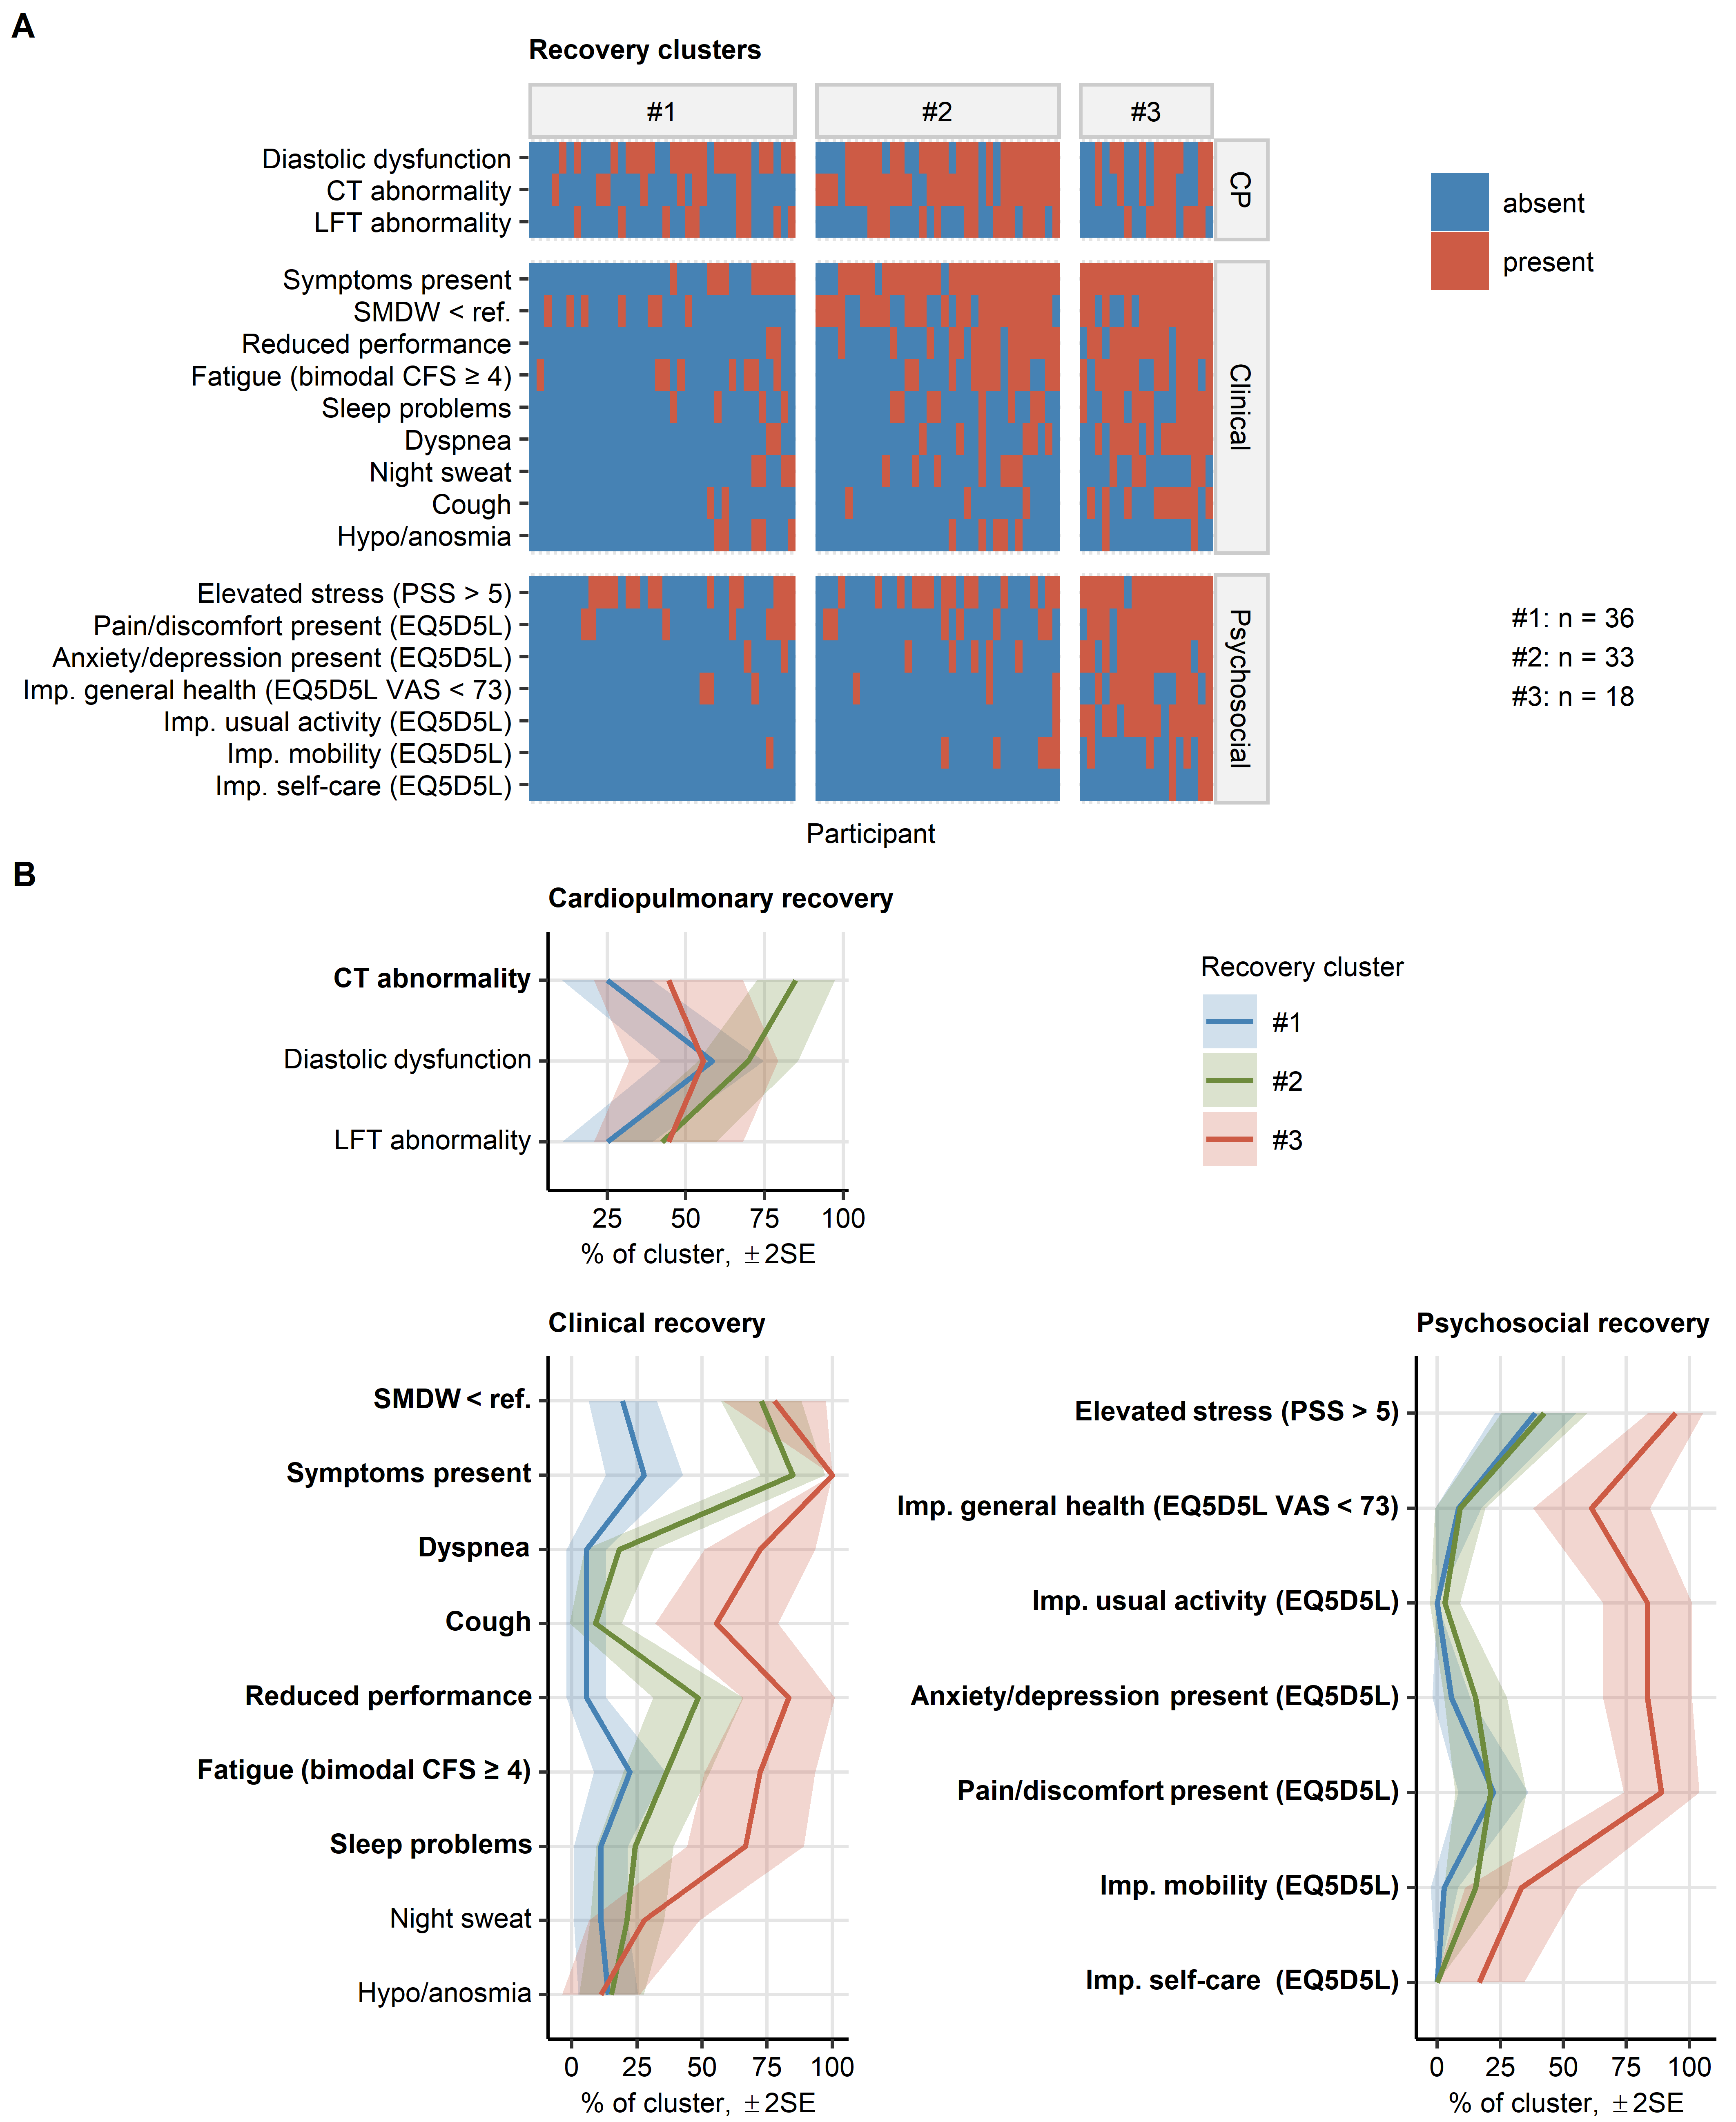 A
Recovery clusters
#1 #2 #3
Diastolic dysfunction
CT abnormality
LFT abnormality
CP
absent
present
Symptoms present
SMDW < ref.
Reduced performance
Fatigue (bimodal CFS ≥ 4)
Sleep problems
Dyspnea
Night sweat
Cough
Hypo/anosmia
Clinical
Elevated stress (PSS > 5)
Pain/discomfort present (EQ5D5L)
Anxiety/depression present (EQ5D5L)
Imp. general health (EQ5D5L VAS < 73)
Imp. usual activity (EQ5D5L)
Imp. mobility (EQ5D5L)
Imp. self-care (EQ5D5L)
Psychosocial
#1: n = 36
#2: n = 33
#3: n = 18
Participant
B
Cardiopulmonary recovery
CT abnormality
Diastolic dysfunction
LFT abnormality
25 50 75 100
% of cluster, ±2SE
Recovery cluster
#1
#2
#3
Clinical recovery
SMDW < ref.
Symptoms present
Dyspnea
Cough
Reduced performance
Fatigue (bimodal CFS ≥ 4)
Sleep problems
Night sweat
Hypo/anosmia
0 25 50 75 100
% of cluster, ±2SE
Psychosocial recovery
Elevated stress (PSS > 5)
Imp. general health (EQ5D5L VAS < 73)
Imp. usual activity (EQ5D5L)
Anxiety/depression present (EQ5D5L)
Pain/discomfort present (EQ5D5L)
Imp. mobility (EQ5D5L)
Imp. self-care (EQ5D5L)
0 25 50 75 100
% of cluster, ±2SE